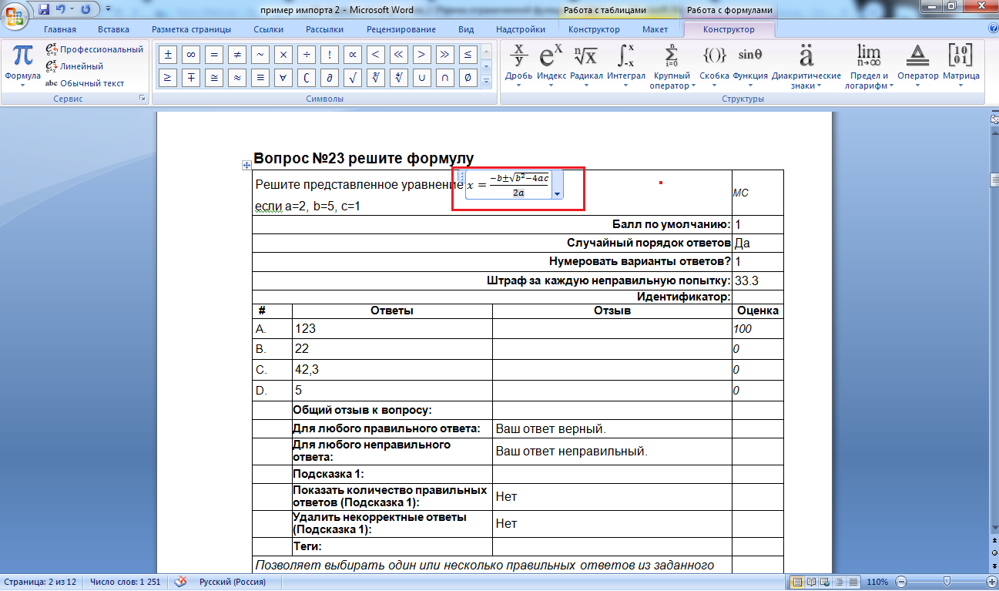 пример импорта 2 - Microsoft Word
Работа с таблицами
Работа с формулами
Главная Вставка Разметка страницы Ссылки Рассылки Рецензирование Вид Надстройки Конструктор Макет Конструктор
π Формула
Профессиональный
Линейный
abc Обычный текст
Сервис
± ∞ = ≠ ~ × ÷ ! ∝ < ≪ > ≫ ≤
≥ ∓ ≅ ≈ ≡ ∀ ∁ ∂ √ ∛ ∜ ∪ ∩ ∅
Символы
Дробь Индекс Радикал Интеграл Крупный оператор Скобка Функция Диакритические знаки Предел и логарифм Оператор Матрица
Структуры
Вопрос №23 решите формулу
Решите представленное уравнение x = (−b±√(b²−4ac))/(2a)
если a=2, b=5, c=1
МС
Балл по умолчанию: 1
Случайный порядок ответов Да
Нумеровать варианты ответов? 1
Штраф за каждую неправильную попытку: 33.3
Идентификатор:
# Ответы Отзыв Оценка
A. 123 100
B. 22 0
C. 42,3 0
D. 5 0
Общий отзыв к вопросу:
Для любого правильного ответа: Ваш ответ верный.
Для любого неправильного
ответа: Ваш ответ неправильный.
Подсказка 1:
Показать количество правильных
ответов (Подсказка 1): Нет
Удалить некорректные ответы
(Подсказка 1): Нет
Теги:
Позволяет выбирать один или несколько правильных ответов из заданного
Страница: 2 из 12 Число слов: 1 251 Русский (Россия) 110%